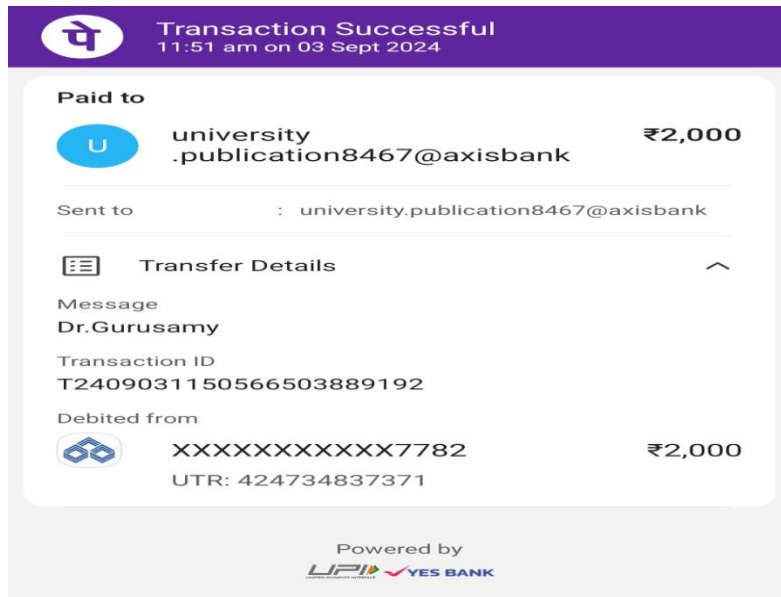 पे
Transaction Successful
11:51 am on 03 Sept 2024
Paid to
U
university
.publication8467@axisbank
₹2,000
Sent to : university.publication8467@axisbank
Transfer Details
Message
Dr.Gurusamy
Transaction ID
T2409031150566503889192
Debited from
XXXXXXXXXXX7782 ₹2,000
UTR: 424734837371
Powered by
UPI YES BANK